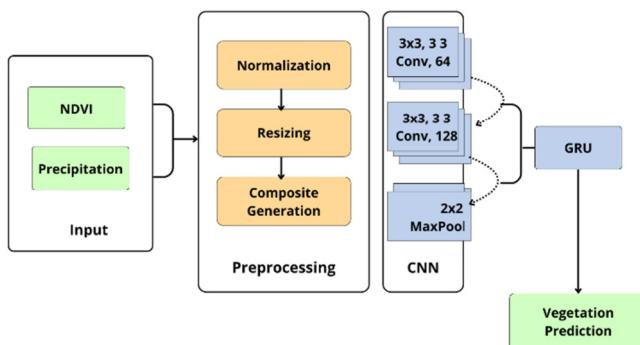 NDVI
Precipitation
Input
Normalization
Resizing
Composite
Generation
Preprocessing
3x3, 3 3
Conv, 64
3x3, 3 3
Conv, 128
2x2
MaxPool
CNN
GRU
Vegetation
Prediction